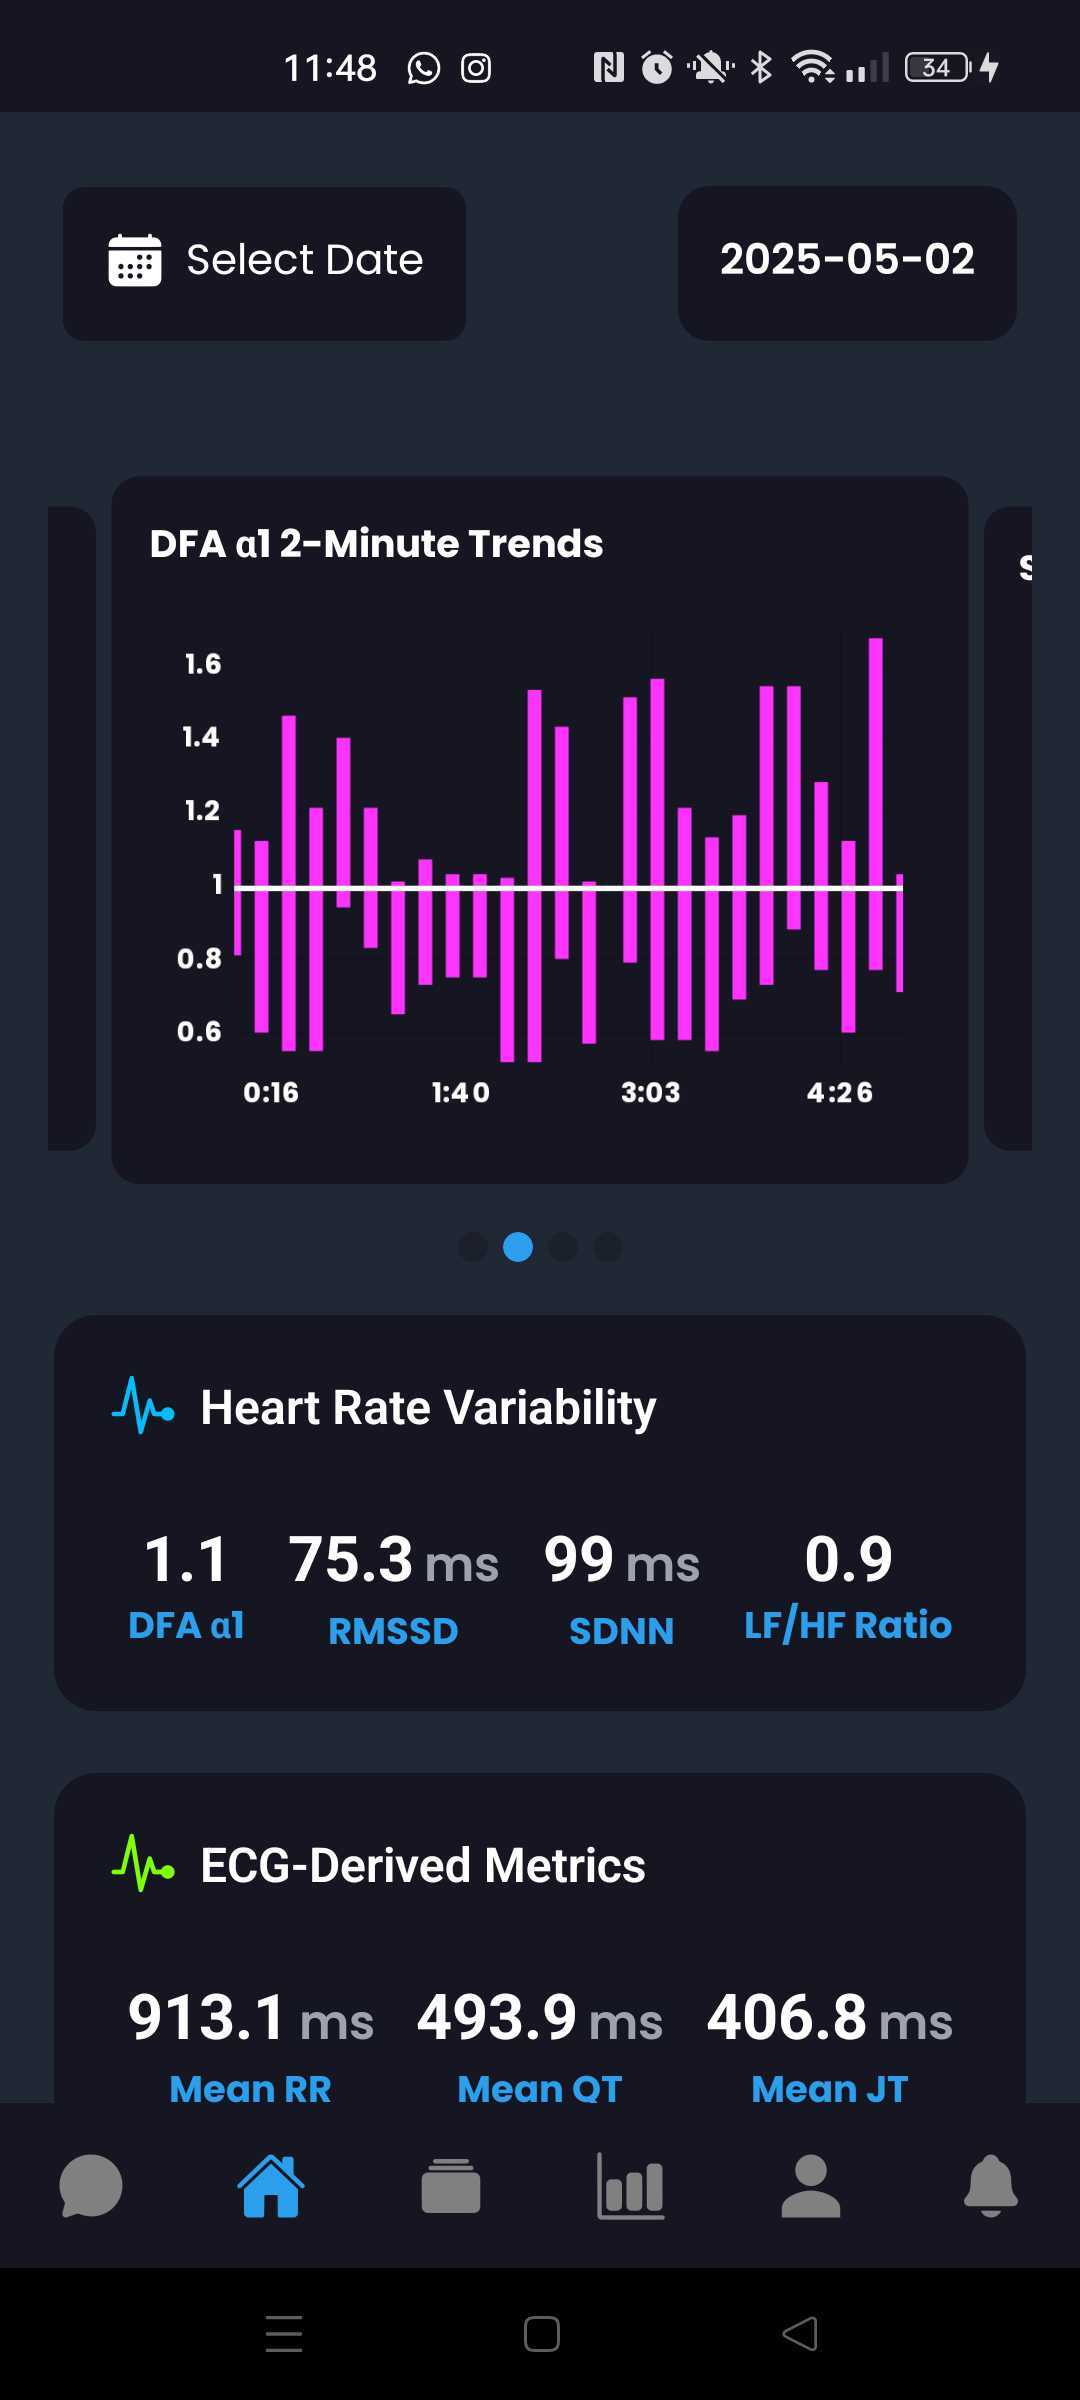 11:48
34
Select Date
2025-05-02
DFA α1 2-Minute Trends
S
1.6
1.4
1.2
1
0.8
0.6
0:16 1:40 3:03 4:26
Heart Rate Variability
1.1 75.3 ms 99 ms 0.9
DFA α1 RMSSD SDNN LF/HF Ratio
ECG-Derived Metrics
913.1 ms 493.9 ms 406.8 ms
Mean RR Mean QT Mean JT